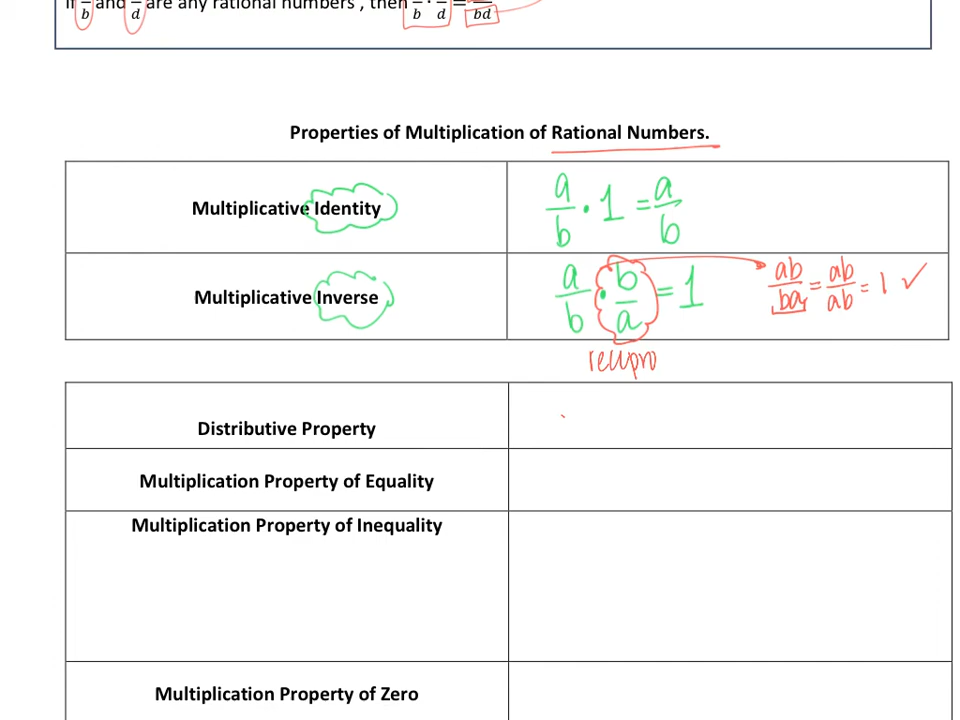 If — and — are any rational numbers , then — · — = —
b d b d bd
Properties of Multiplication of Rational Numbers.
Multiplicative Identity
a/b · 1 = a/b
Multiplicative Inverse
a/b · b/a = 1
ab/ba = ab/ab = 1 ✓
recipro
Distributive Property
Multiplication Property of Equality
Multiplication Property of Inequality
Multiplication Property of Zero